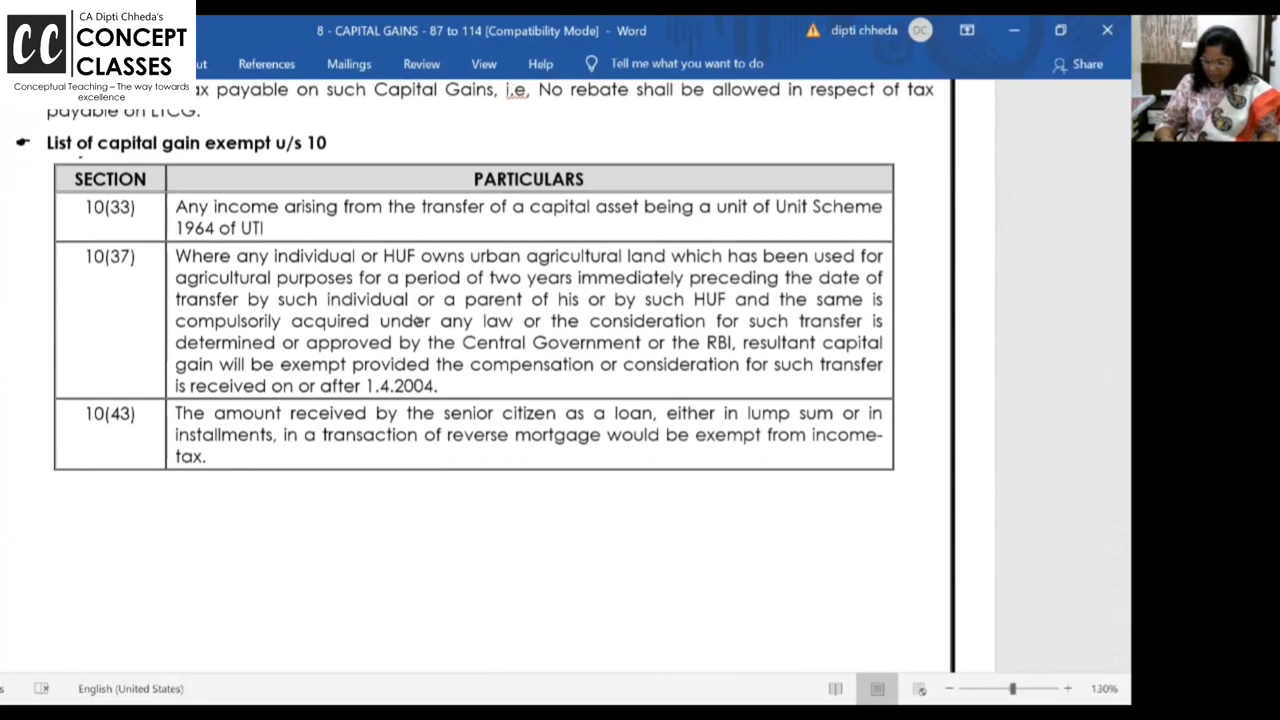 CA Dipti Chheda's
CC CONCEPT
CLASSES
Conceptual Teaching – The way towards
excellence
8 - CAPITAL GAINS - 87 to 114 [Compatibility Mode] - Word
dipti chheda DC
ut References Mailings Review View Help Tell me what you want to do Share
ax payable on such Capital Gains, i.e, No rebate shall be allowed in respect of tax
payable on LTCG.
☛ List of capital gain exempt u/s 10
SECTION PARTICULARS
10(33) Any income arising from the transfer of a capital asset being a unit of Unit Scheme
1964 of UTI
10(37) Where any individual or HUF owns urban agricultural land which has been used for
agricultural purposes for a period of two years immediately preceding the date of
transfer by such individual or a parent of his or by such HUF and the same is
compulsorily acquired under any law or the consideration for such transfer is
determined or approved by the Central Government or the RBI, resultant capital
gain will be exempt provided the compensation or consideration for such transfer
is received on or after 1.4.2004.
10(43) The amount received by the senior citizen as a loan, either in lump sum or in
installments, in a transaction of reverse mortgage would be exempt from income-
tax.
s English (United States) 130%